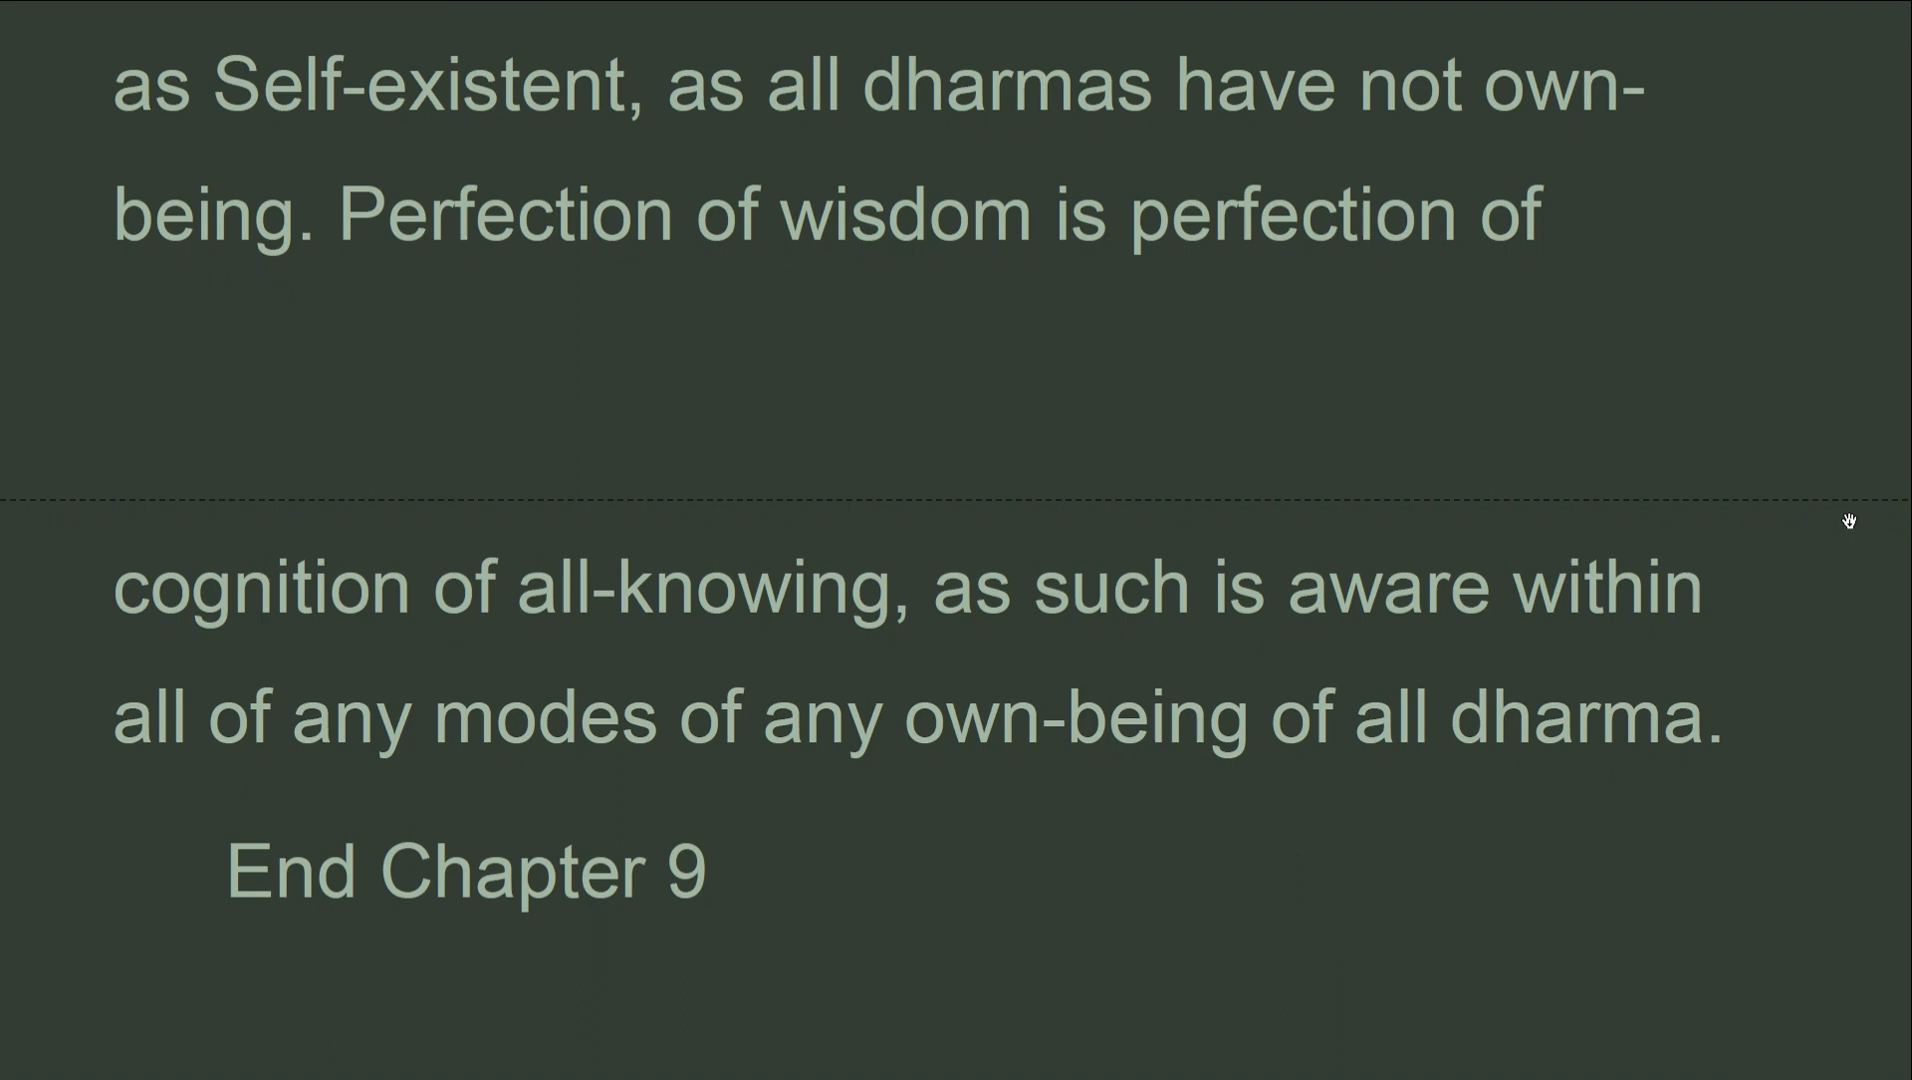 as Self-existent, as all dharmas have not own-
being. Perfection of wisdom is perfection of
cognition of all-knowing, as such is aware within
all of any modes of any own-being of all dharma.
End Chapter 9